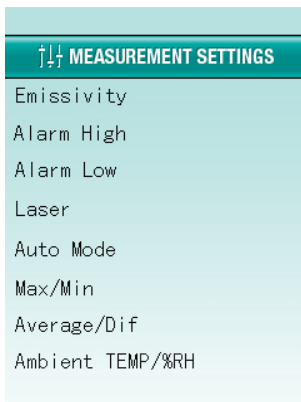 MEASUREMENT SETTINGS
Emissivity
Alarm High
Alarm Low
Laser
Auto Mode
Max/Min
Average/Dif
Ambient TEMP/%RH